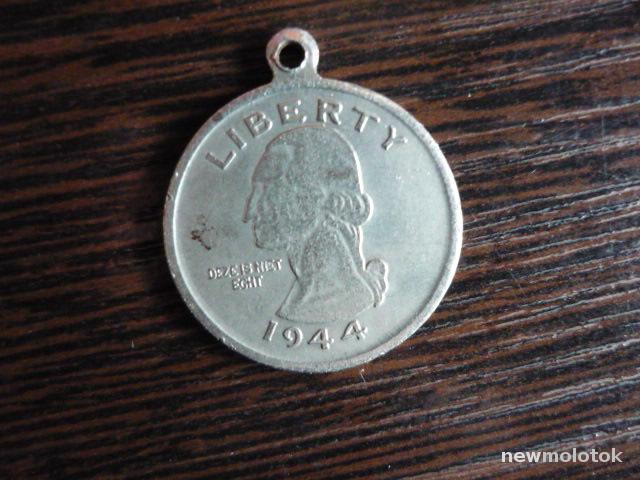 LIBERTY
DEZE IS NIET
ECHT
1944
newmolotok